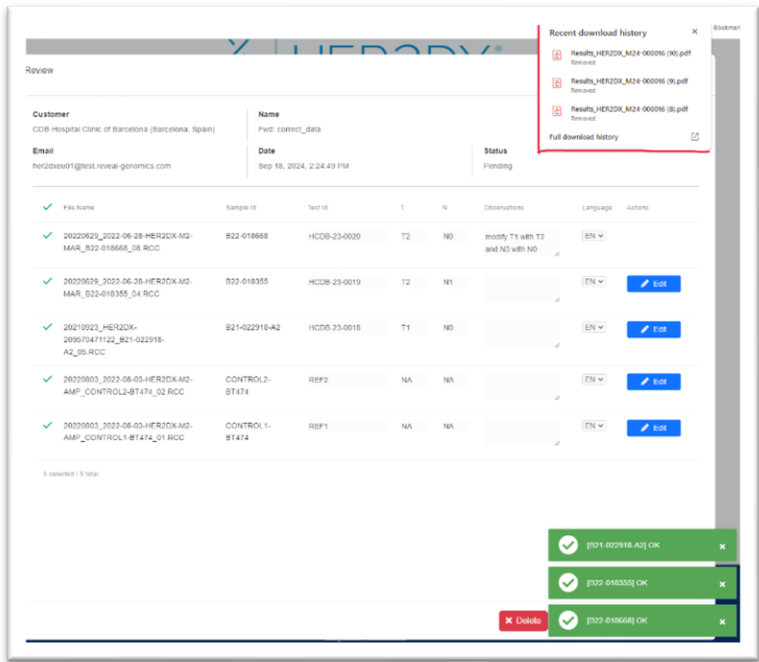 Bookmar
HER2DX®
Recent download history
Results_HER2DX_M24-000016 (10).pdf
Removed
Results_HER2DX_M24-000016 (9).pdf
Removed
Results_HER2DX_M24-000016 (8).pdf
Removed
Full download history
Review
Customer
CDB-Hospital Clinic of Barcelona (Barcelona, Spain)
Name
Fwd: correct_data
Email
her2dxeu01@test.reveal-genomics.com
Date
Sep 18, 2024, 2:24:49 PM
Status
Pending
File Name Sample Id Test Id T N Observations Language Actions
20220629_2022-06-28-HER2DX-M2- B22-018668 HCDB-23-0020 T2 N0 modify T1 with T2 EN
MAR_B22-018668_08.RCC and N3 with N0
20220629_2022-06-28-HER2DX-M2- B22-018355 HCDB-23-0019 T2 N1 EN Edit
MAR_B22-018355_04.RCC
20210923_HER2DX- B21-022918-A2 HCDB-23-0018 T1 N0 EN Edit
209570471122_B21-022918-
A2_05.RCC
20220803_2022-08-03-HER2DX-M2- CONTROL2- REF2 NA NA EN Edit
AMP_CONTROL2-BT474_02.RCC BT474
20220803_2022-08-03-HER2DX-M2- CONTROL1- REF1 NA NA EN Edit
AMP_CONTROL1-BT474_01.RCC BT474
5 selected / 5 total
[B21-022918-A2] OK
[B22-018355] OK
Delete
[B22-018668] OK